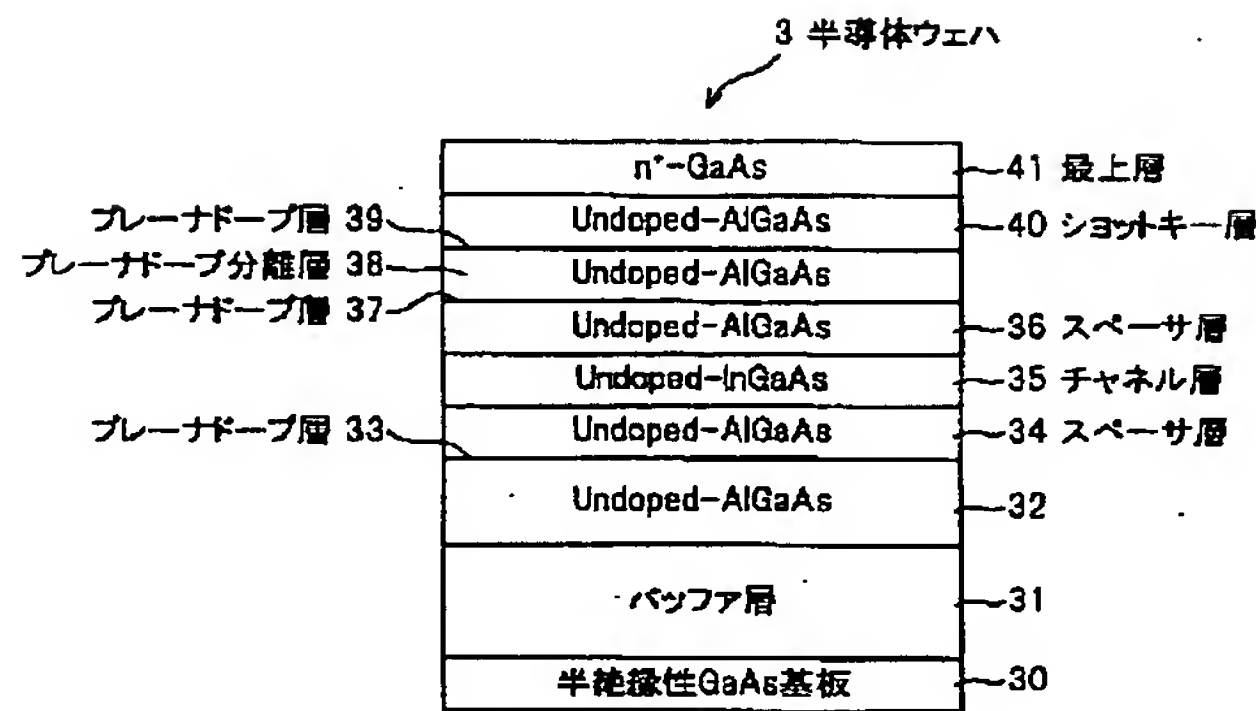 3 半導体ウェハ
n⁺-GaAs
41 最上層
プレーナドープ層 39
Undoped-AlGaAs
40 ショットキー層
プレーナドープ分離層 38
Undoped-AlGaAs
プレーナドープ層 37
Undoped-AlGaAs
36 スペーサ層
Undoped-InGaAs
35 チャネル層
プレーナドープ層 33
Undoped-AlGaAs
34 スペーサ層
Undoped-AlGaAs
32
バッファ層
31
半絶縁性GaAs基板
30